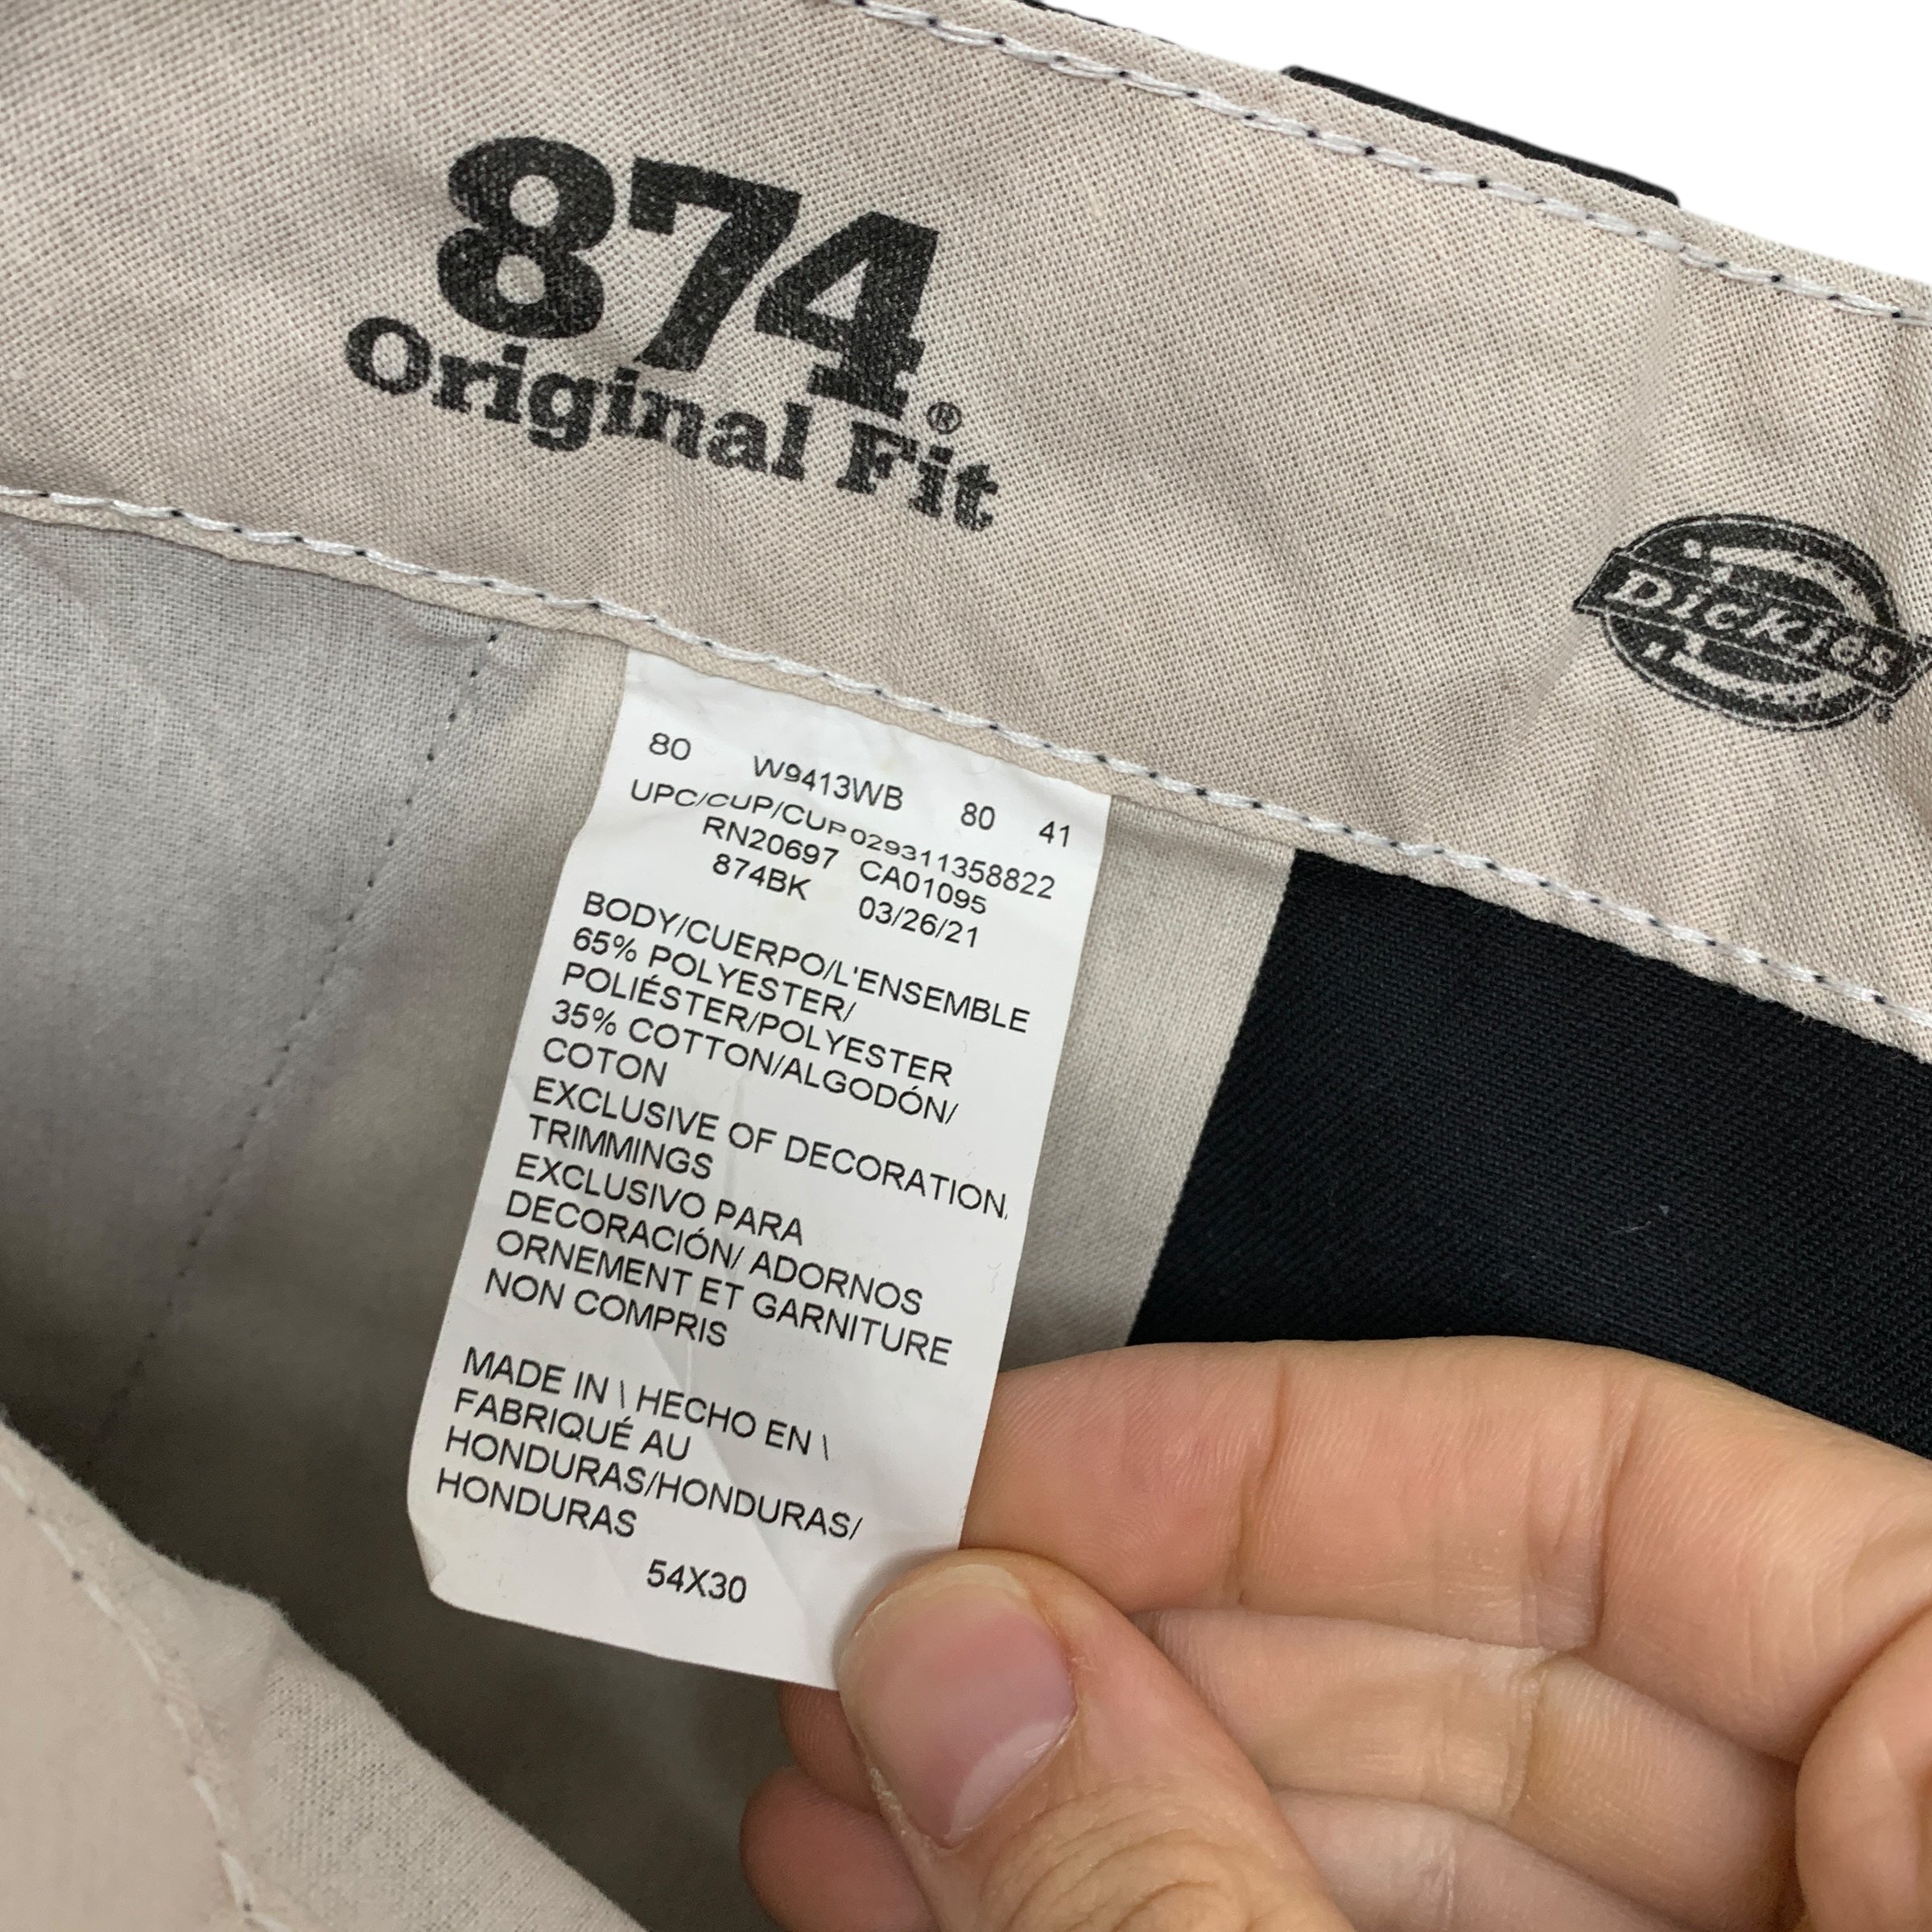 874®
Original Fit
Dickies®
80 W9413WB 80 41
UPC/CUP/CUP 029311358822
RN20697 CA01095
874BK 03/26/21
BODY/CUERPO/L'ENSEMBLE
65% POLYESTER/
POLIÉSTER/POLYESTER
35% COTTON/ALGODÓN/
COTON
EXCLUSIVE OF DECORATION.
TRIMMINGS
EXCLUSIVO PARA
DECORACIÓN/ ADORNOS
ORNEMENT ET GARNITURE
NON COMPRIS
MADE IN \ HECHO EN \
FABRIQUÉ AU
HONDURAS/HONDURAS/
HONDURAS
54X30